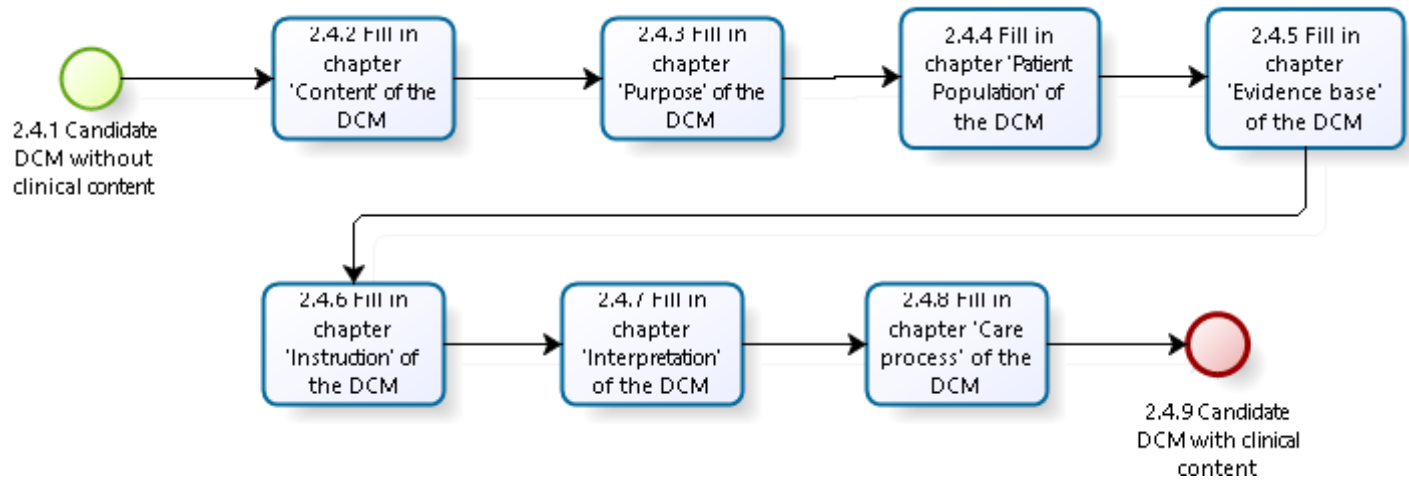 2.4.2 Fill in
chapter
'Content' of the
DCM
2.4.3 Fill in
chapter
'Purpose' of the
DCM
2.4.4 Fill in
chapter 'Patient
Population' of
the DCM
2.4.5 Fill in
chapter
'Evidence base'
of the DCM
2.4.1 Candidate
DCM without
clinical content
2.4.6 Fill in
chapter
'Instruction' of
the DCM
2.4.7 Fill in
chapter
'Interpretation'
of the DCM
2.4.8 Fill in
chapter 'Care
process' of the
DCM
2.4.9 Candidate
DCM with clinical
content